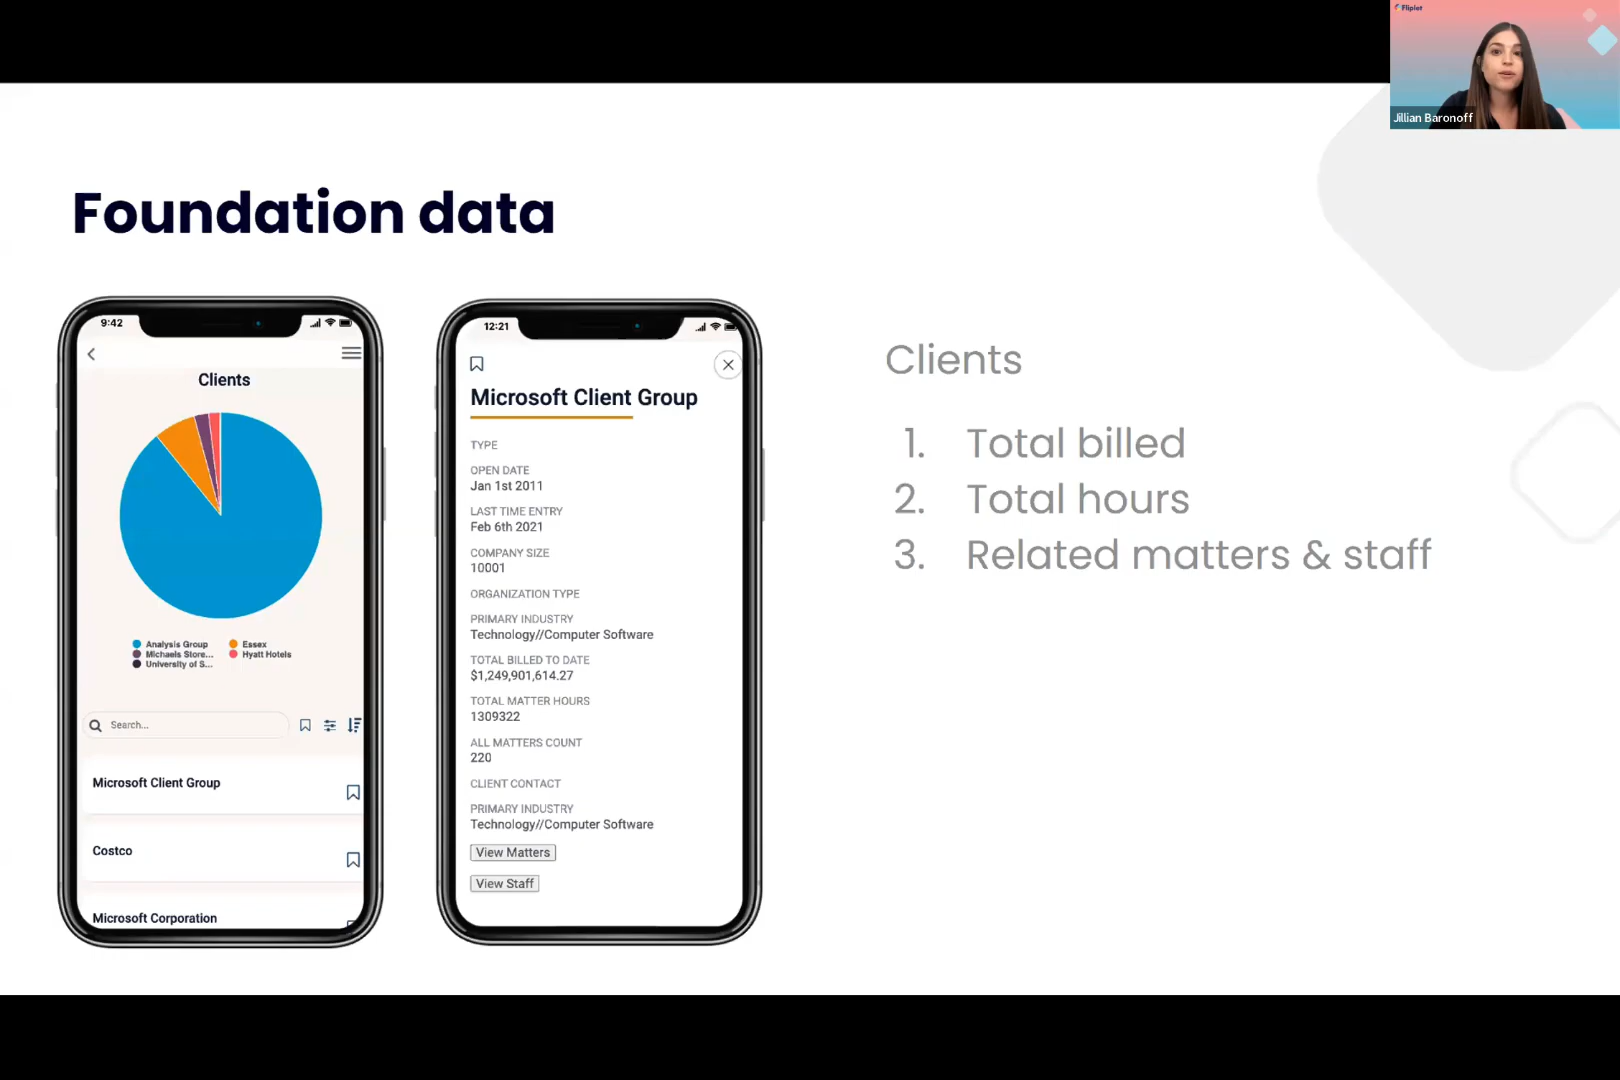 Fliplet
Jillian Baronoff
Foundation data
9:42
Clients
Analysis Group
Essex
Michaels Store...
Hyatt Hotels
University of S...
Search...
Microsoft Client Group
Costco
Microsoft Corporation
12:21
Microsoft Client Group
TYPE
OPEN DATE
Jan 1st 2011
LAST TIME ENTRY
Feb 6th 2021
COMPANY SIZE
10001
ORGANIZATION TYPE
PRIMARY INDUSTRY
Technology//Computer Software
TOTAL BILLED TO DATE
$1,249,901,614.27
TOTAL MATTER HOURS
1309322
ALL MATTERS COUNT
220
CLIENT CONTACT
PRIMARY INDUSTRY
Technology//Computer Software
View Matters
View Staff
Clients
1. Total billed
2. Total hours
3. Related matters & staff